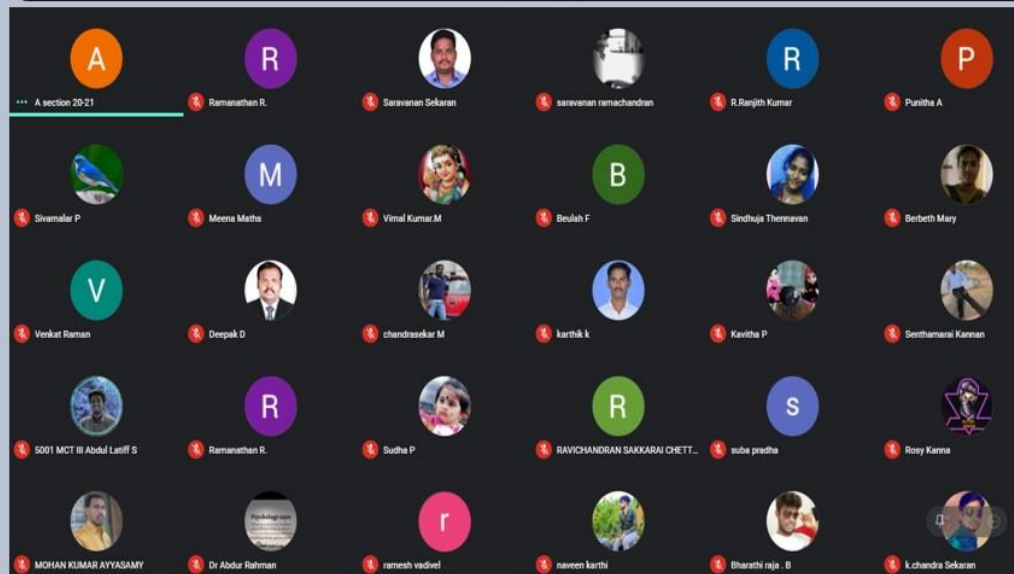 A
R
R
P
A section 20-21
Ramanathan R.
Saravanan Sekaran
saravanan ramachandran
R.Ranjith Kumar
Punitha A
M
B
Sivamalar P
Meena Maths
Vimal Kumar.M
Beulah F
Sindhuja Thennavan
Berbeth Mary
V
Venkat Raman
Deepak D
chandrasekar M
karthik k
Kavitha P
Senthamarai Kannan
R
R
s
5001 MCT III Abdul Latiff S
Ramanathan R.
Sudha P
RAVICHANDRAN SAKKARAI CHETT...
suba pradha
Rosy Kanna
r
MOHAN KUMAR AYYASAMY
Dr Abdur Rahman
ramesh vadivel
naveen karthi
Bharathi raja . B
k.chandra Sekaran